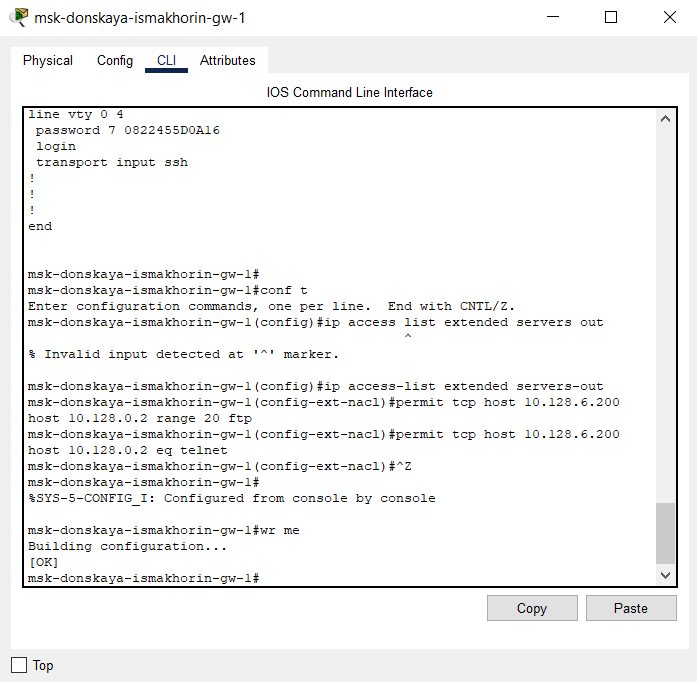 msk-donskaya-ismakhorin-gw-1
Physical Config CLI Attributes
IOS Command Line Interface
line vty 0 4
 password 7 0822455D0A16
 login
 transport input ssh
!
!
!
end
msk-donskaya-ismakhorin-gw-1#
msk-donskaya-ismakhorin-gw-1#conf t
Enter configuration commands, one per line.  End with CNTL/Z.
msk-donskaya-ismakhorin-gw-1(config)#ip access list extended servers out
^
% Invalid input detected at '^' marker.
msk-donskaya-ismakhorin-gw-1(config)#ip access-list extended servers-out
msk-donskaya-ismakhorin-gw-1(config-ext-nacl)#permit tcp host 10.128.6.200
host 10.128.0.2 range 20 ftp
msk-donskaya-ismakhorin-gw-1(config-ext-nacl)#permit tcp host 10.128.6.200
host 10.128.0.2 eq telnet
msk-donskaya-ismakhorin-gw-1(config-ext-nacl)#^Z
msk-donskaya-ismakhorin-gw-1#
%SYS-5-CONFIG_I: Configured from console by console
msk-donskaya-ismakhorin-gw-1#wr me
Building configuration...
[OK]
msk-donskaya-ismakhorin-gw-1#
Copy Paste
Top